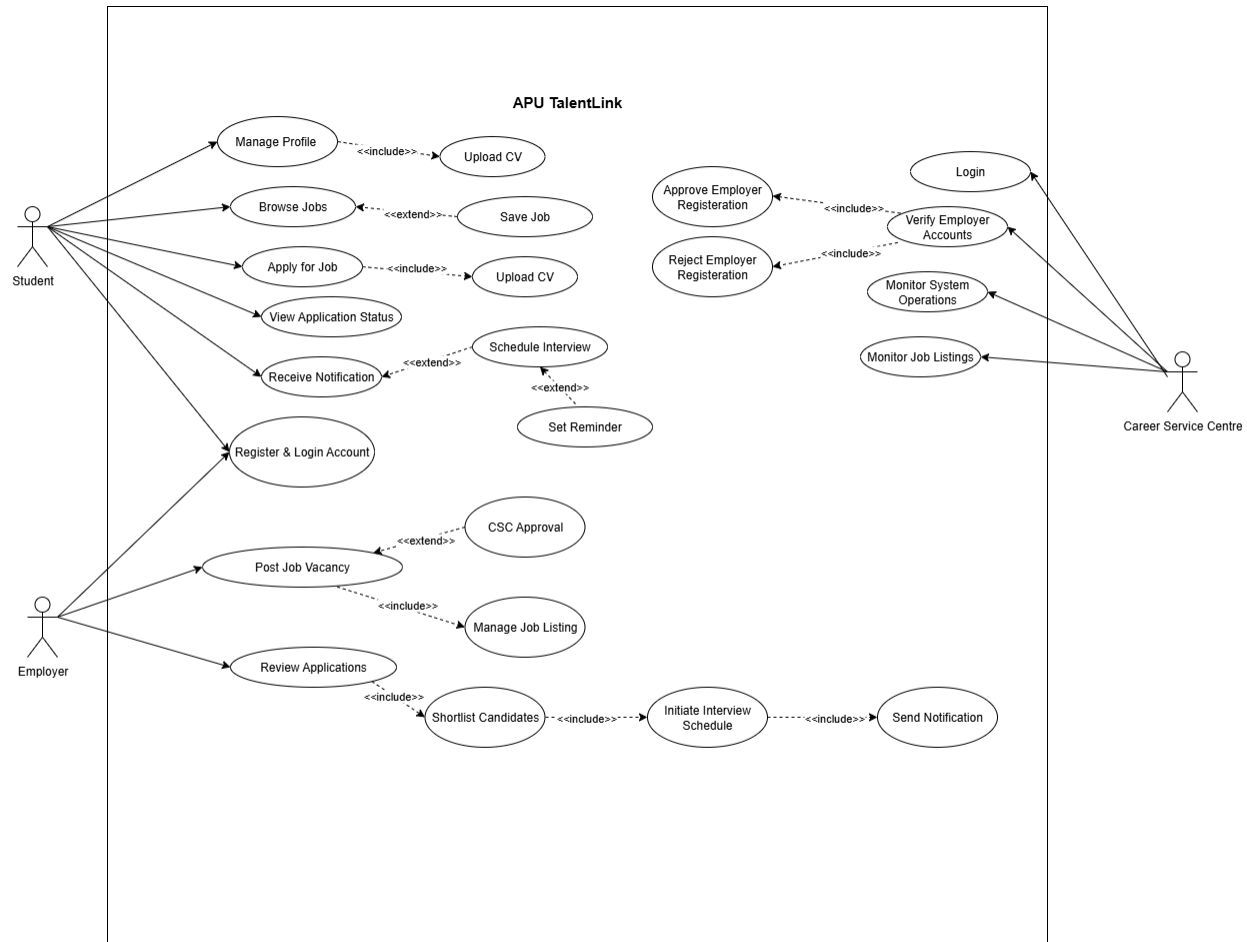 APU TalentLink
Manage Profile
<<include>>
Upload CV
Login
Approve Employer
Registeration
<<include>>
Verify Employer
Accounts
Browse Jobs
<<extend>>
Save Job
Student
Apply for Job
<<include>>
Upload CV
Reject Employer
Registeration
<<include>>
Monitor System
Operations
View Application Status
Schedule Interview
Monitor Job Listings
<<extend>>
Receive Notification
<<extend>>
Set Reminder
Career Service Centre
Register & Login Account
CSC Approval
<<extend>>
Post Job Vacancy
<<include>>
Manage Job Listing
Employer
Review Applications
<<include>>
Shortlist Candidates
<<include>>
Initiate Interview
Schedule
<<include>>
Send Notification